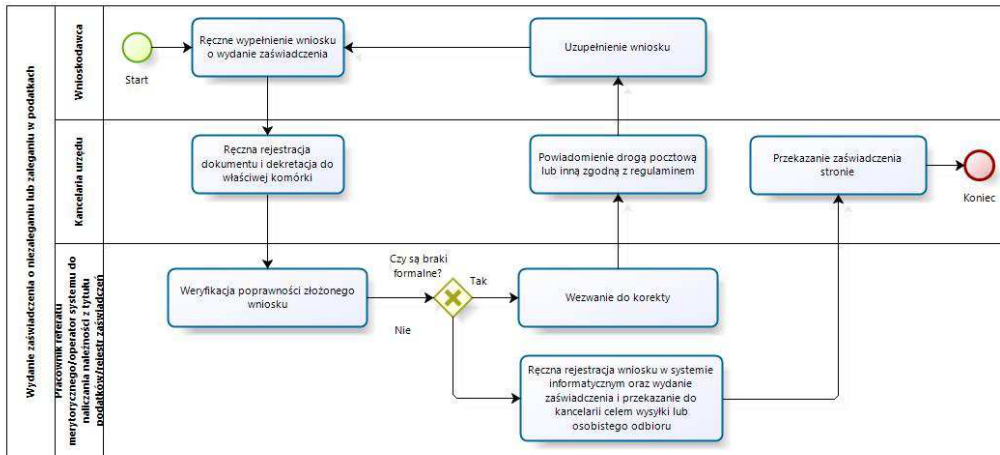 Wydanie zaświadczenia o niezaleganiu lub zaleganiu w podatkach
Wnioskodawca
Start
Ręczne wypełnienie wniosku
o wydanie zaświadczenia
Uzupełnienie wniosku
Kancelaria urzędu
Ręczna rejestracja
dokumentu i dekretacja do
właściwej komórki
Powiadomienie drogą pocztową
lub inną zgodną z regulaminem
Przekazanie zaświadczenia
stronie
Koniec
Pracownik referatu
merytorycznego/operator systemu do
naliczania należności z tytułu
podatków/rejestr zaświadczeń
Weryfikacja poprawności złożonego
wniosku
Czy są braki
formalne?
Tak
Nie
Wezwanie do korekty
Ręczna rejestracja wniosku w systemie
informatycznym oraz wydanie
zaświadczenia i przekazanie do
kancelarii celem wysyłki lub
osobistego odbioru